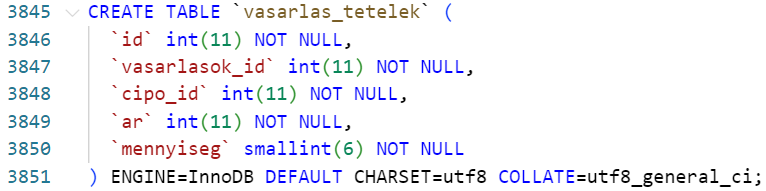 3845 CREATE TABLE `vasarlas_tetelek` (
3846 `id` int(11) NOT NULL,
3847 `vasarlasok_id` int(11) NOT NULL,
3848 `cipo_id` int(11) NOT NULL,
3849 `ar` int(11) NOT NULL,
3850 `mennyiseg` smallint(6) NOT NULL
3851 ) ENGINE=InnoDB DEFAULT CHARSET=utf8 COLLATE=utf8_general_ci;